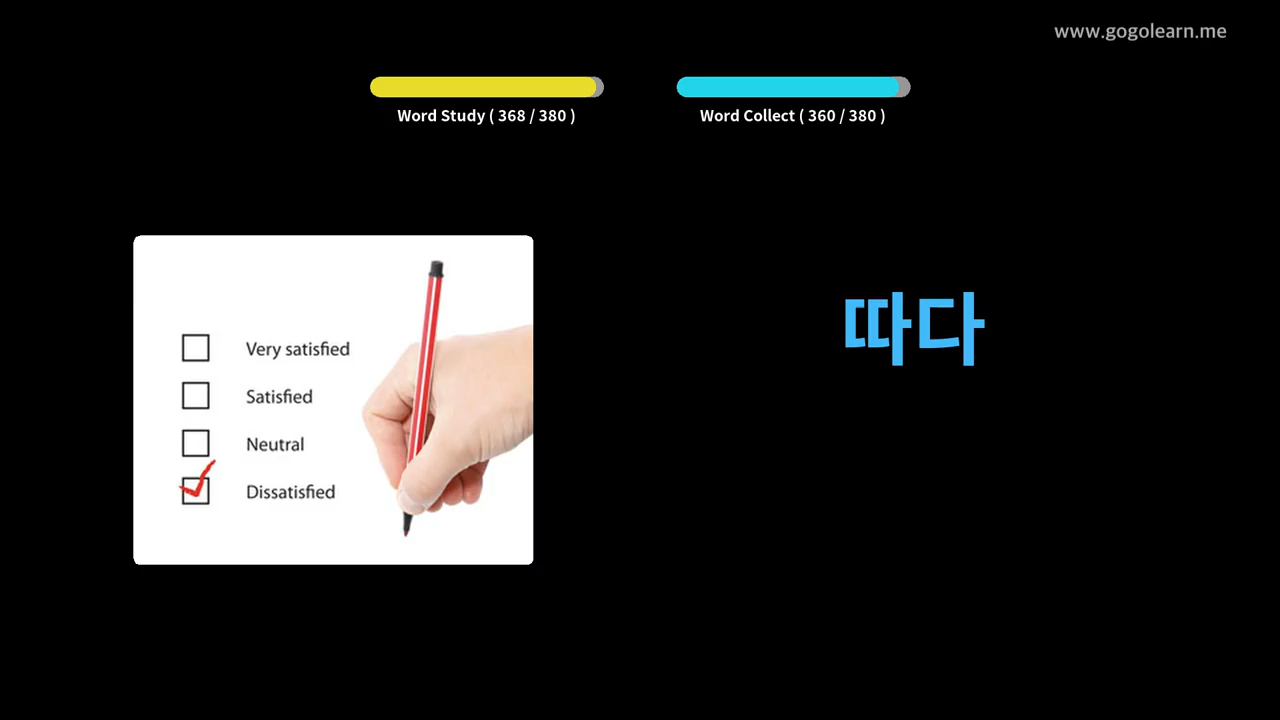 www.gogolearn.me
Word Study ( 368 / 380 )
Word Collect ( 360 / 380 )
Very satisfied
Satisfied
Neutral
Dissatisfied
따다